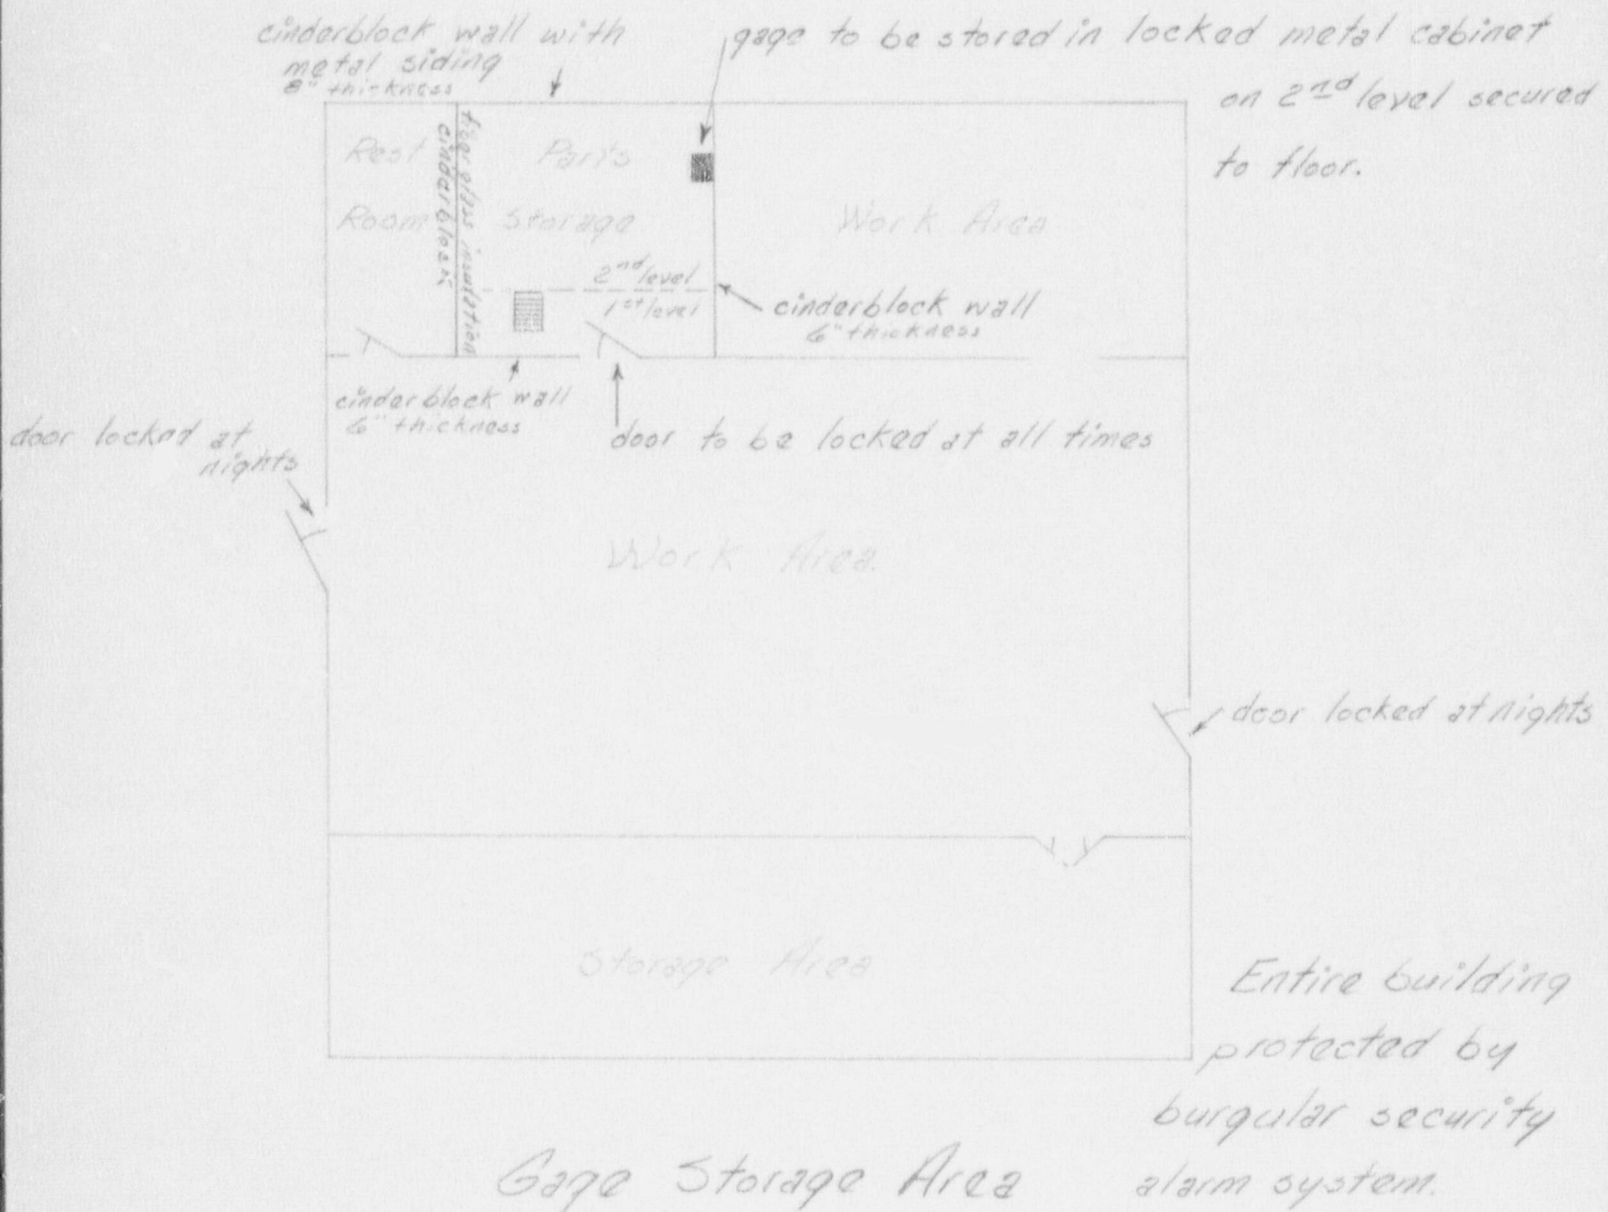 cinderblock wall with
metal siding
8" thickness
gage to be stored in locked metal cabinet
on 2nd level secured
to floor.
Rest
Room
cinderblock
fiberglass insulation
Parts
Storage
Work Area
2nd level
1st level
cinderblock wall
6" thickness
cinderblock wall
6" thickness
door to be locked at all times
door locked at
nights
Work Area
door locked at nights
Storage Area
Entire building
protected by
burgular security
alarm system.
Gage Storage Area